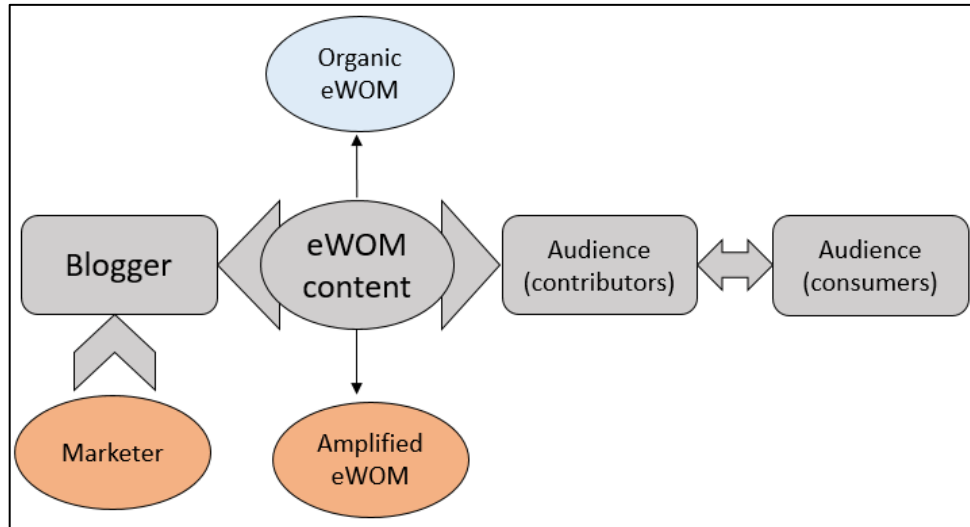 Organic
eWOM
Blogger
eWOM
content
Audience
(contributors)
Audience
(consumers)
Marketer
Amplified
eWOM